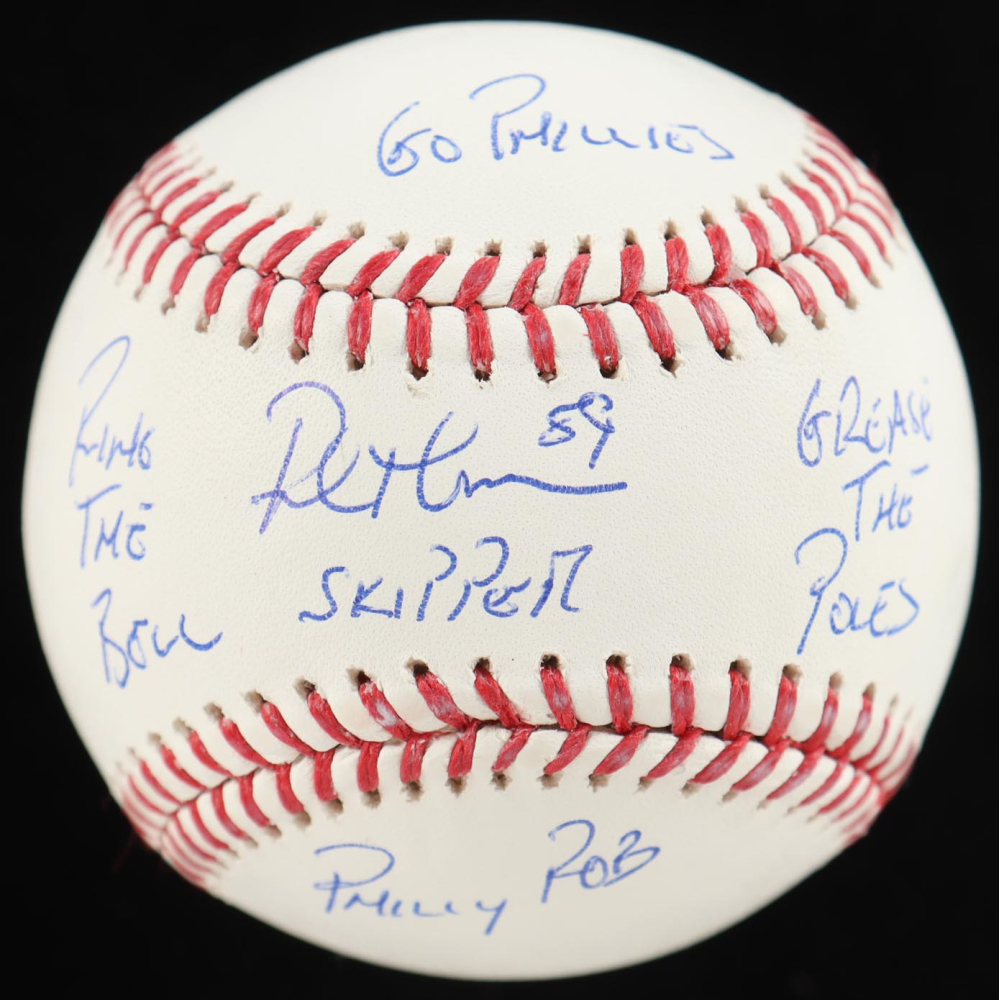 GO PHILLIES
RING
THE
BELL
59
SKIPPER
GREASE
THE
POLES
PHILLY ROB